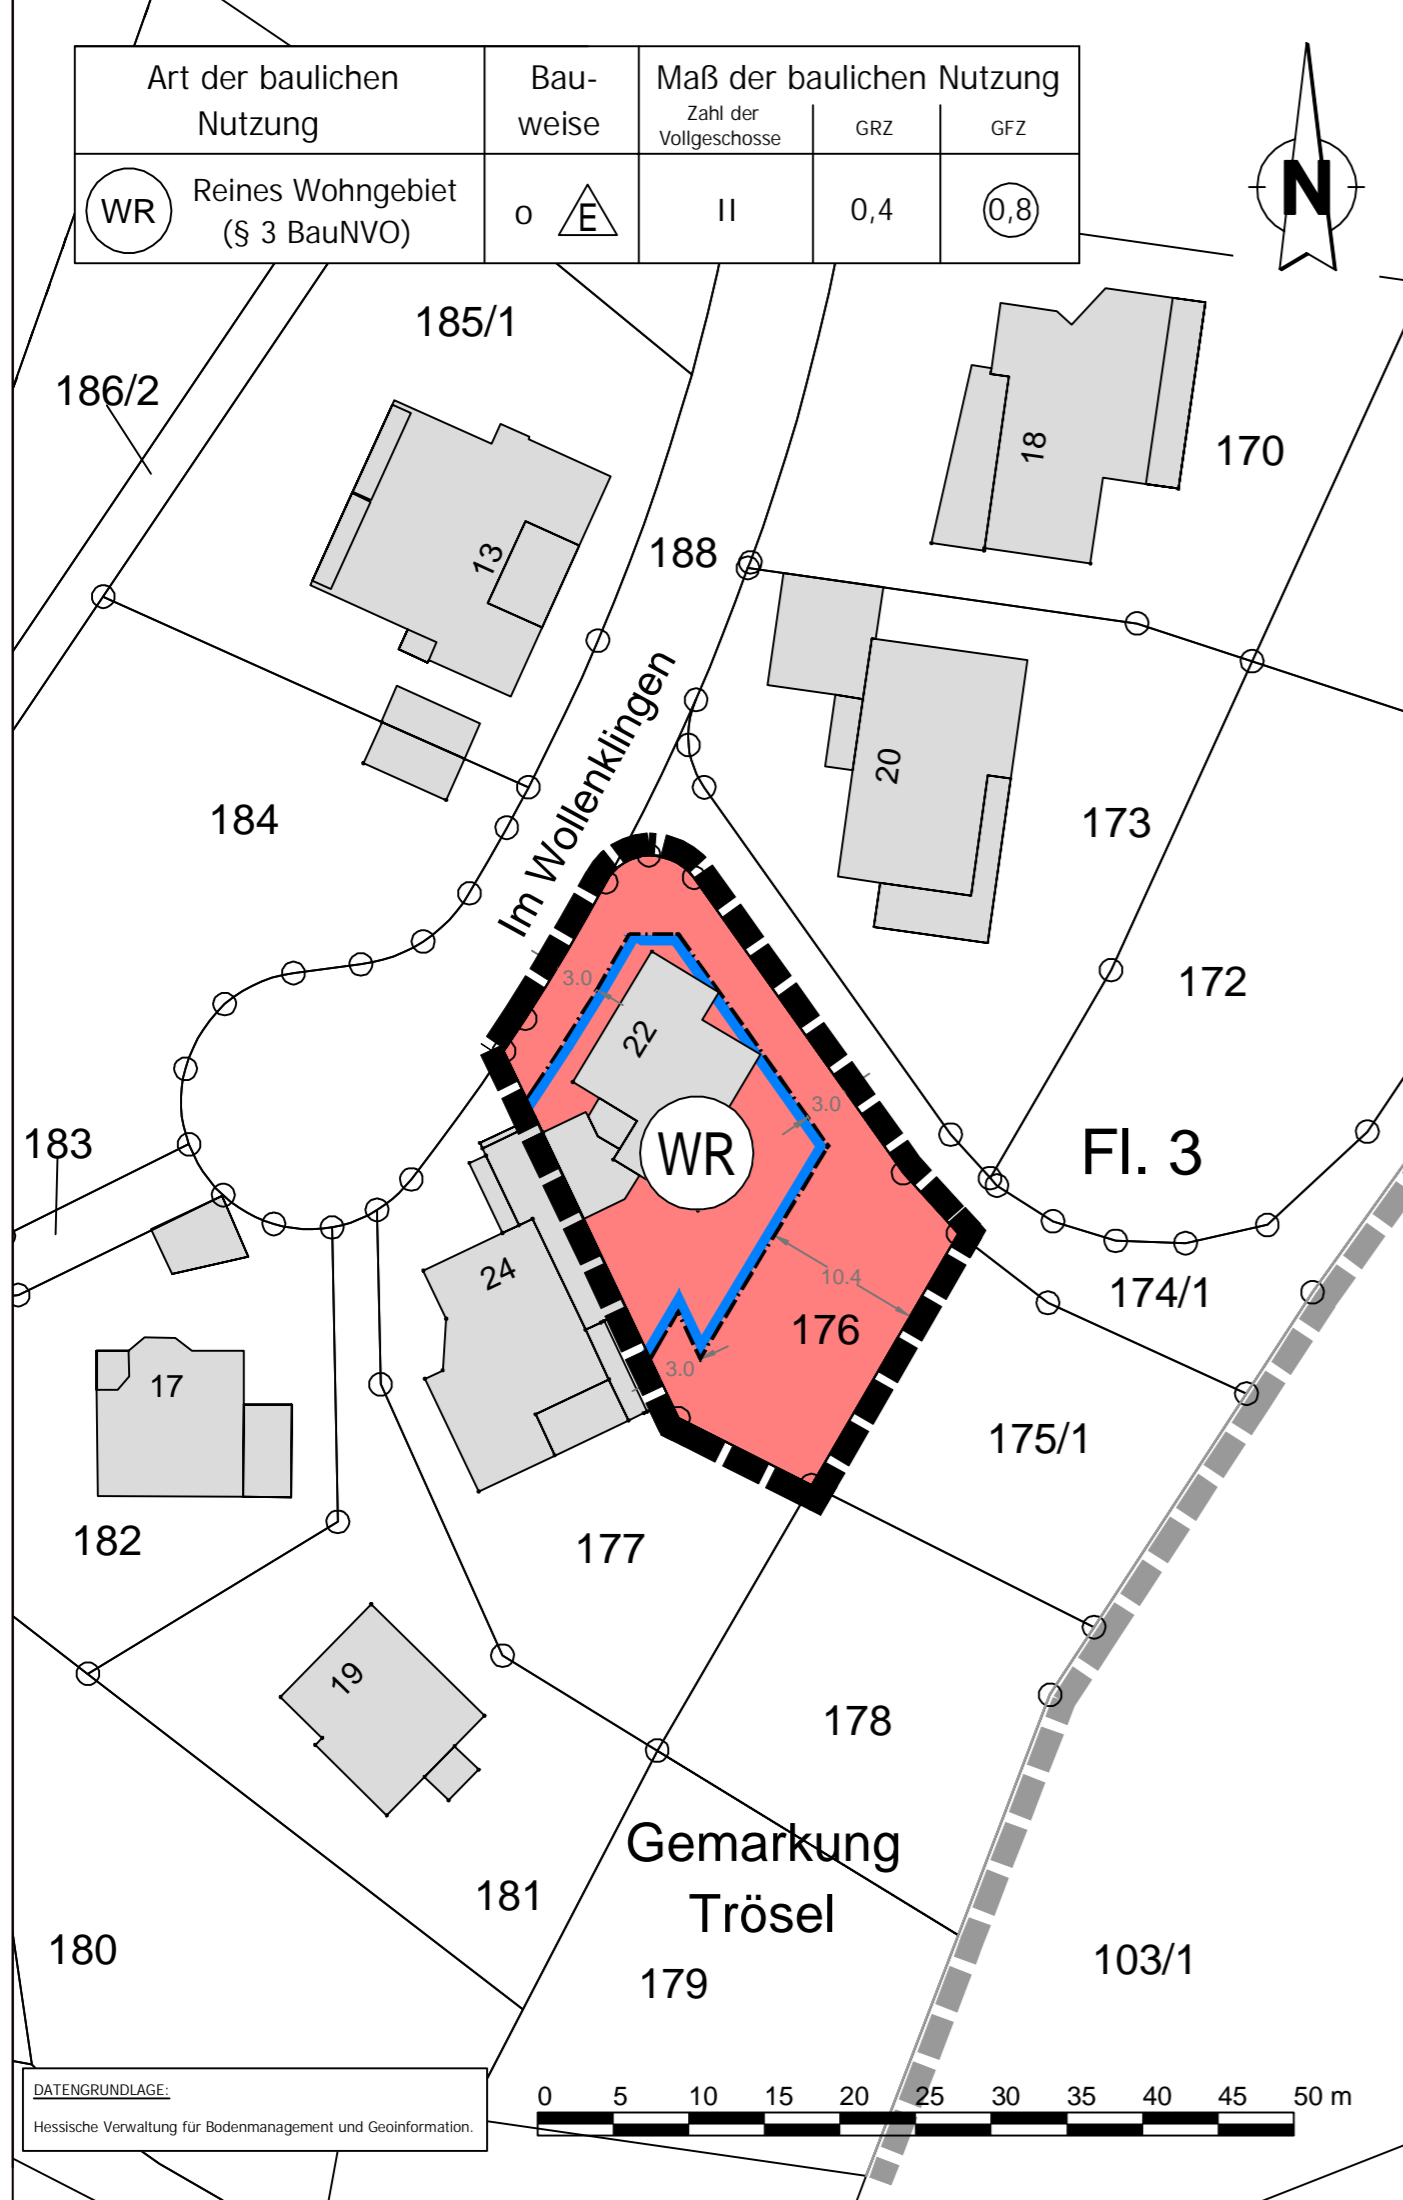 Art der baulichen
Nutzung
Bau-
weise
Maß der baulichen Nutzung
Zahl der
Vollgeschosse
GRZ
GFZ
WR
Reines Wohngebiet
(§ 3 BauNVO)
o E
II
0,4
0,8
N
185/1
186/2
18
170
13
188
Im Wollenklingen
20
184
173
172
3.0
22
3.0
WR
183
Fl. 3
24
10.4
174/1
176
3.0
17
175/1
182
177
19
178
Gemarkung
Trösel
181
180
179
103/1
DATENGRUNDLAGE:
Hessische Verwaltung für Bodenmanagement und Geoinformation.
0 5 10 15 20 25 30 35 40 45 50 m